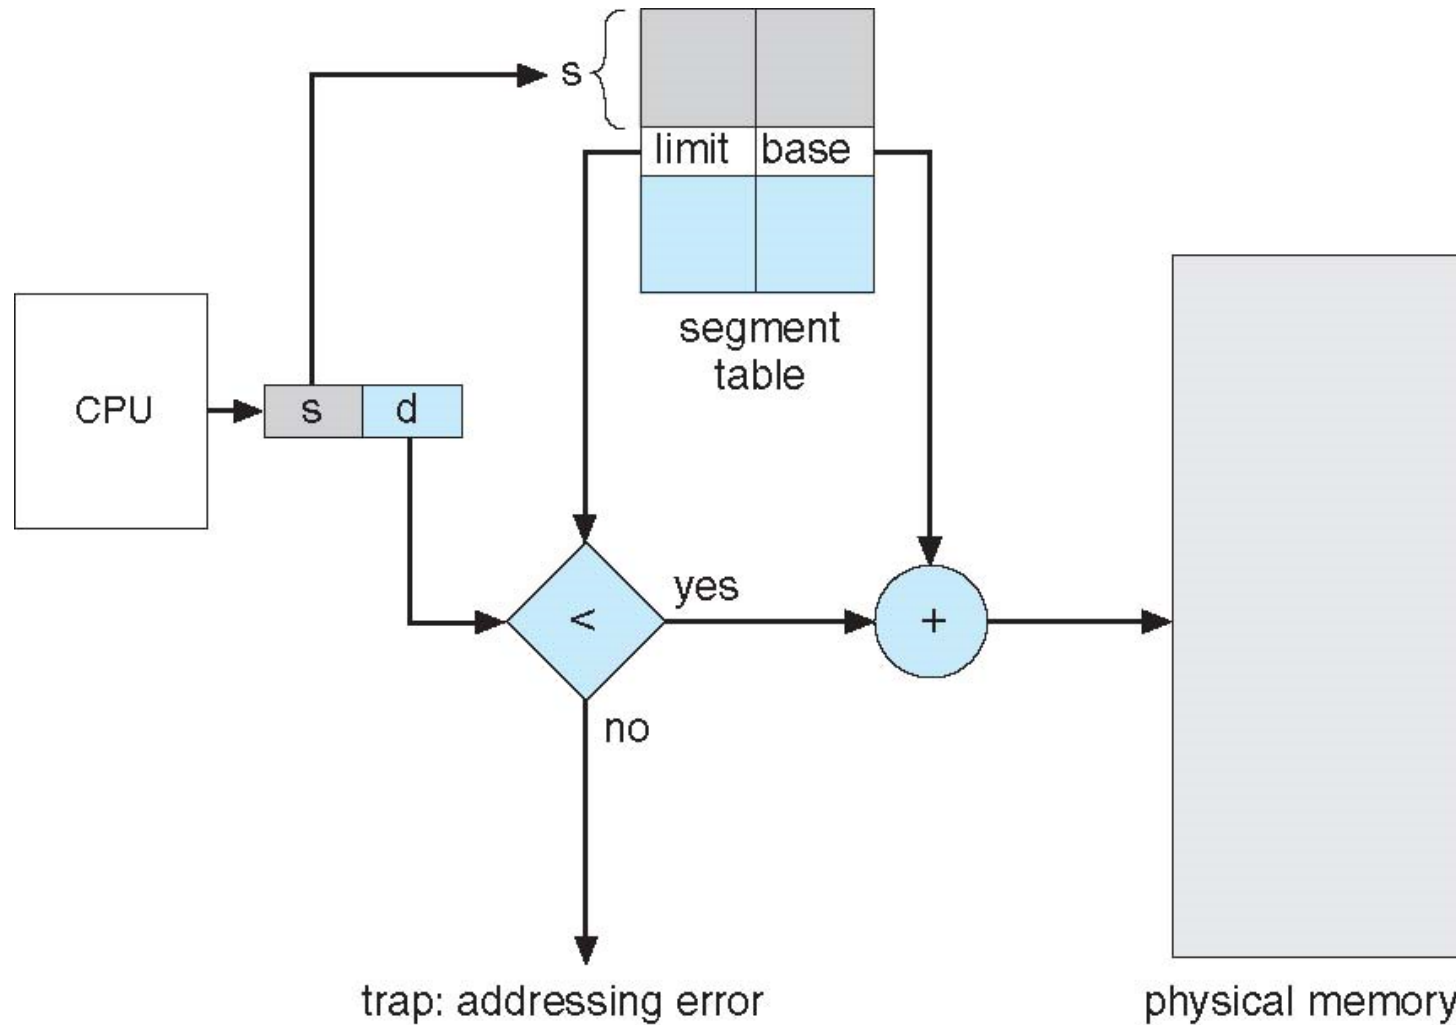 s
limit base
segment
table
CPU
s d
yes
<
+
no
trap: addressing error
physical memory